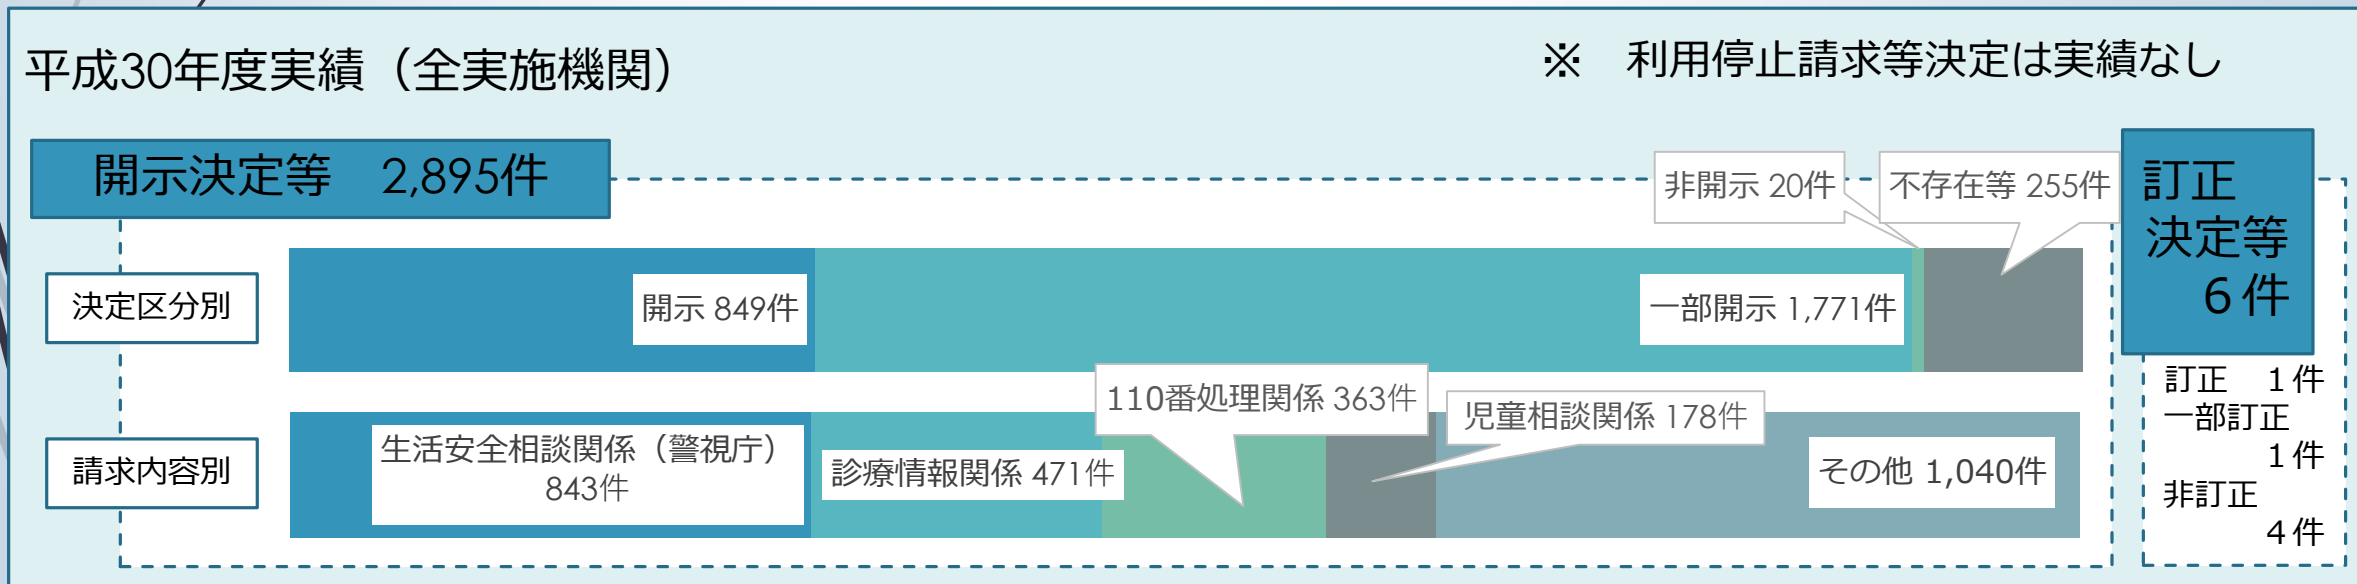 平成30年度実績（全実施機関）
※　利用停止請求等決定は実績なし
開示決定等　2,895件
非開示 20件
不存在等 255件
決定区分別
開示 849件
一部開示 1,771件
110番処理関係 363件
児童相談関係 178件
請求内容別
生活安全相談関係（警視庁）
843件
診療情報関係 471件
その他 1,040件
訂正
決定等
６件
訂正　１件
一部訂正
１件
非訂正
４件